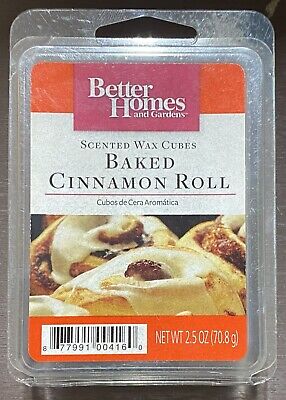 Better
Homes
and Gardens®
SCENTED WAX CUBES
BAKED
CINNAMON ROLL
Cubos de Cera Aromática
8 77991 00416 0
NET WT 2.5 OZ (70.8 g)